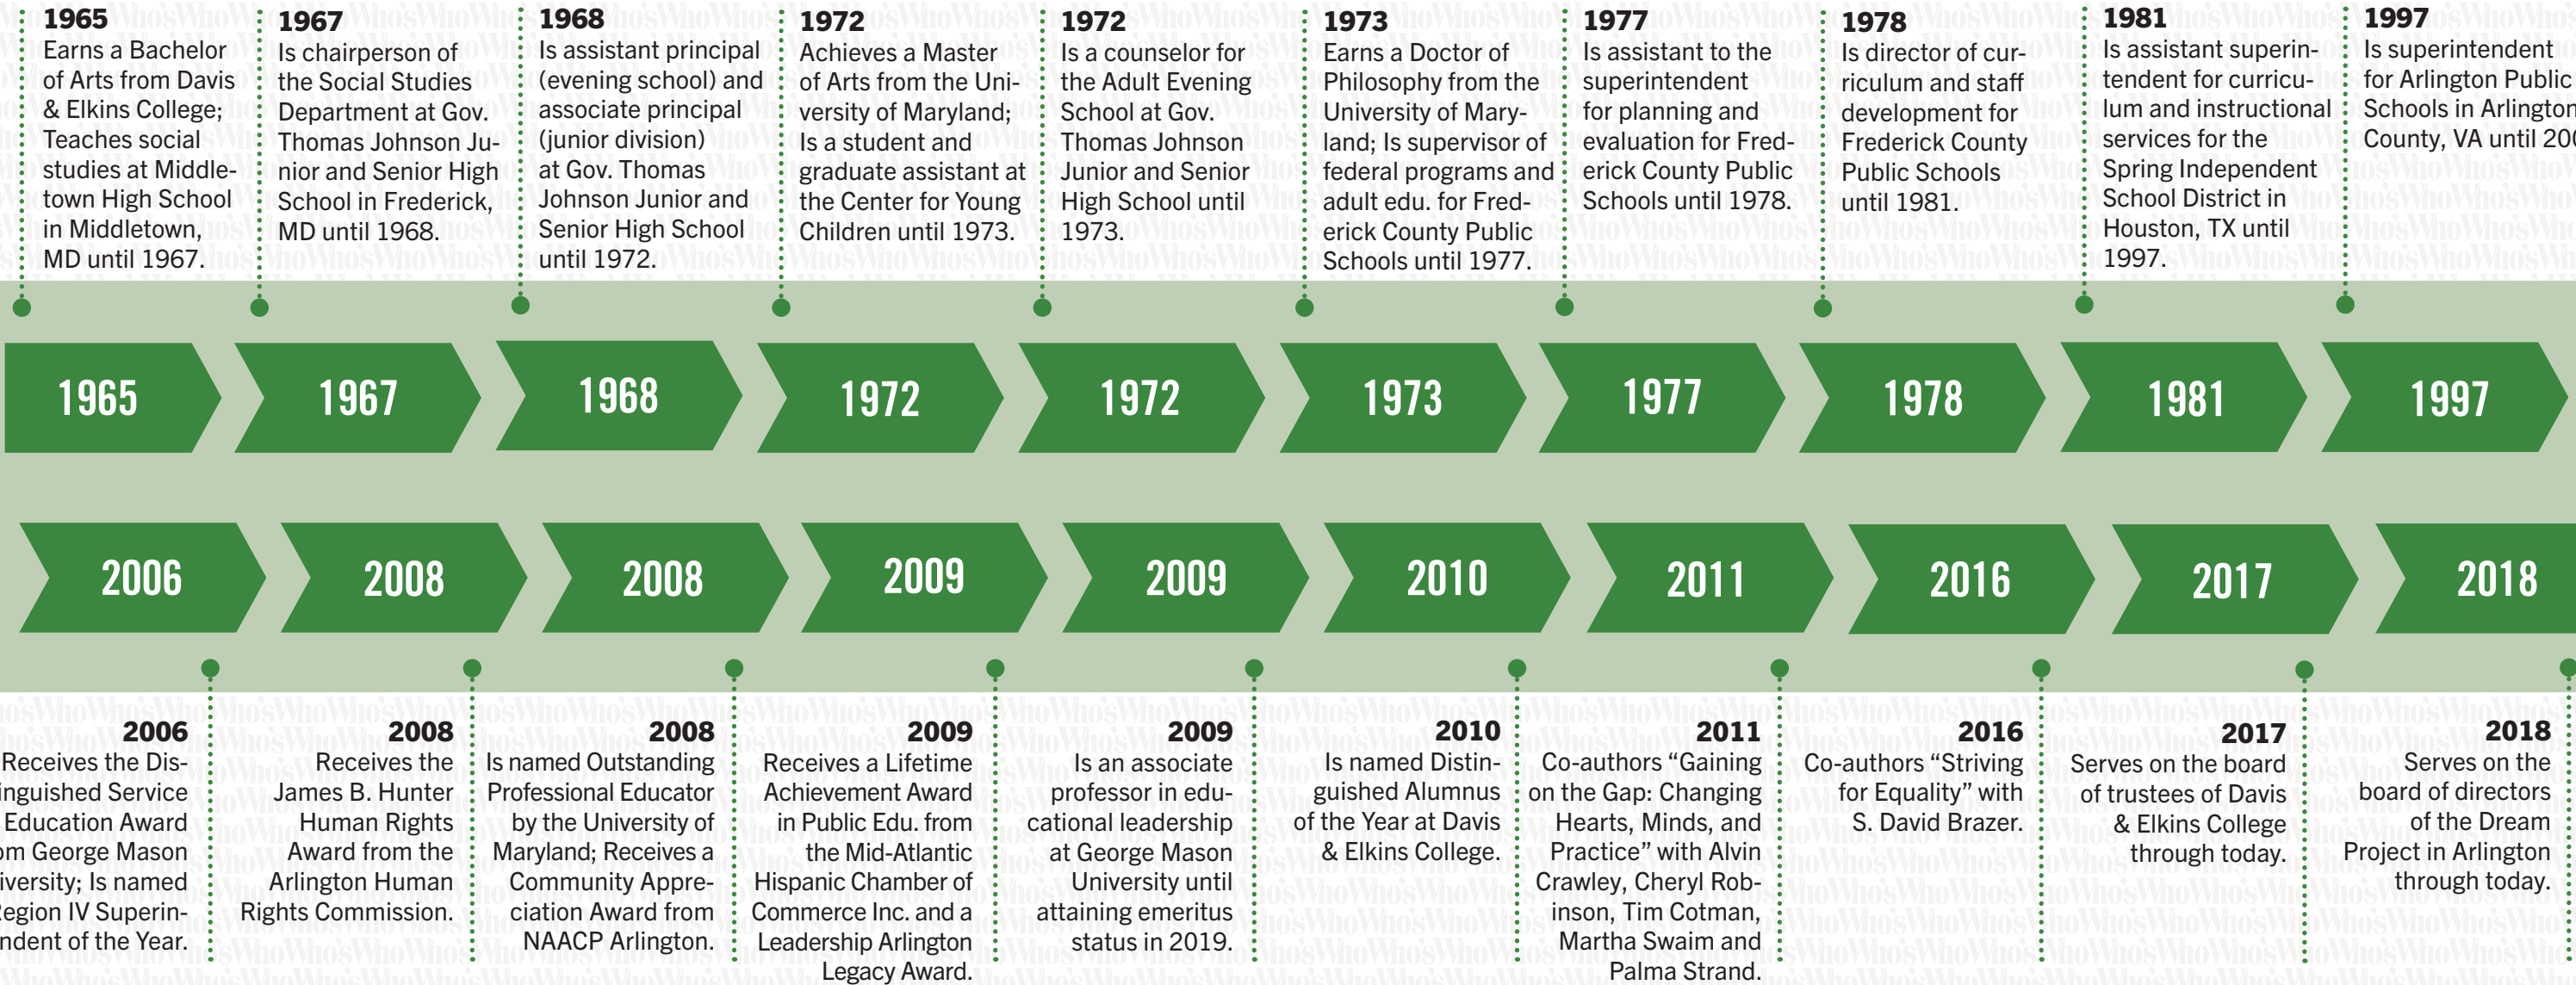 1965
Earns a Bachelor
of Arts from Davis
& Elkins College;
Teaches social
studies at Middle-
town High School
in Middletown,
MD until 1967.
1967
Is chairperson of
the Social Studies
Department at Gov.
Thomas Johnson Ju-
nior and Senior High
School in Frederick,
MD until 1968.
1968
Is assistant principal
(evening school) and
associate principal
(junior division)
at Gov. Thomas
Johnson Junior and
Senior High School
until 1972.
1972
Achieves a Master
of Arts from the Uni-
versity of Maryland;
Is a student and
graduate assistant at
the Center for Young
Children until 1973.
1972
Is a counselor for
the Adult Evening
School at Gov.
Thomas Johnson
Junior and Senior
High School until
1973.
1973
Earns a Doctor of
Philosophy from the
University of Mary-
land; Is supervisor of
federal programs and
adult edu. for Fred-
erick County Public
Schools until 1977.
1977
Is assistant to the
superintendent
for planning and
evaluation for Fred-
erick County Public
Schools until 1978.
1978
Is director of cur-
riculum and staff
development for
Frederick County
Public Schools
until 1981.
1981
Is assistant superin-
tendent for curricu-
lum and instructional
services for the
Spring Independent
School District in
Houston, TX until
1997.
1997
Is superintendent
for Arlington Public
Schools in Arlington
County, VA until
1965
1967
1968
1972
1972
1973
1977
1978
1981
1997
2006
2008
2008
2009
2009
2010
2011
2016
2017
2018
2006
Receives the Dis-
inguished Service
Education Award
om George Mason
iversity; Is named
egion IV Superin-
ndent of the Year.
2008
Receives the
James B. Hunter
Human Rights
Award from the
Arlington Human
Rights Commission.
2008
Is named Outstanding
Professional Educator
by the University of
Maryland; Receives a
Community Appre-
ciation Award from
NAACP Arlington.
2009
Receives a Lifetime
Achievement Award
in Public Edu. from
the Mid-Atlantic
Hispanic Chamber of
Commerce Inc. and a
Leadership Arlington
Legacy Award.
2009
Is an associate
professor in edu-
cational leadership
at George Mason
University until
attaining emeritus
status in 2019.
2010
Is named Distin-
guished Alumnus
of the Year at Davis
& Elkins College.
2011
Co-authors “Gaining
on the Gap: Changing
Hearts, Minds, and
Practice” with Alvin
Crawley, Cheryl Rob-
inson, Tim Cotman,
Martha Swaim and
Palma Strand.
2016
Co-authors “Striving
for Equality” with
S. David Brazer.
2017
Serves on the board
of trustees of Davis
& Elkins College
through today.
2018
Serves on the
board of directors
of the Dream
Project in Arlington
through today.